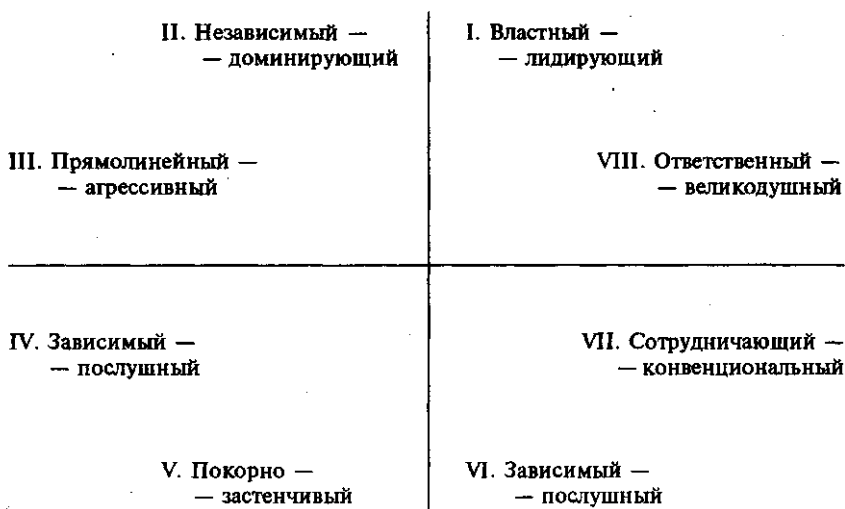 II. Независимый —
— доминирующий
I. Властный —
— лидирующий
III. Прямолинейный —
— агрессивный
VIII. Ответственный —
— великодушный
IV. Зависимый —
— послушный
VII. Сотрудничающий —
— конвенциональный
V. Покорно —
— застенчивый
VI. Зависимый —
— послушный